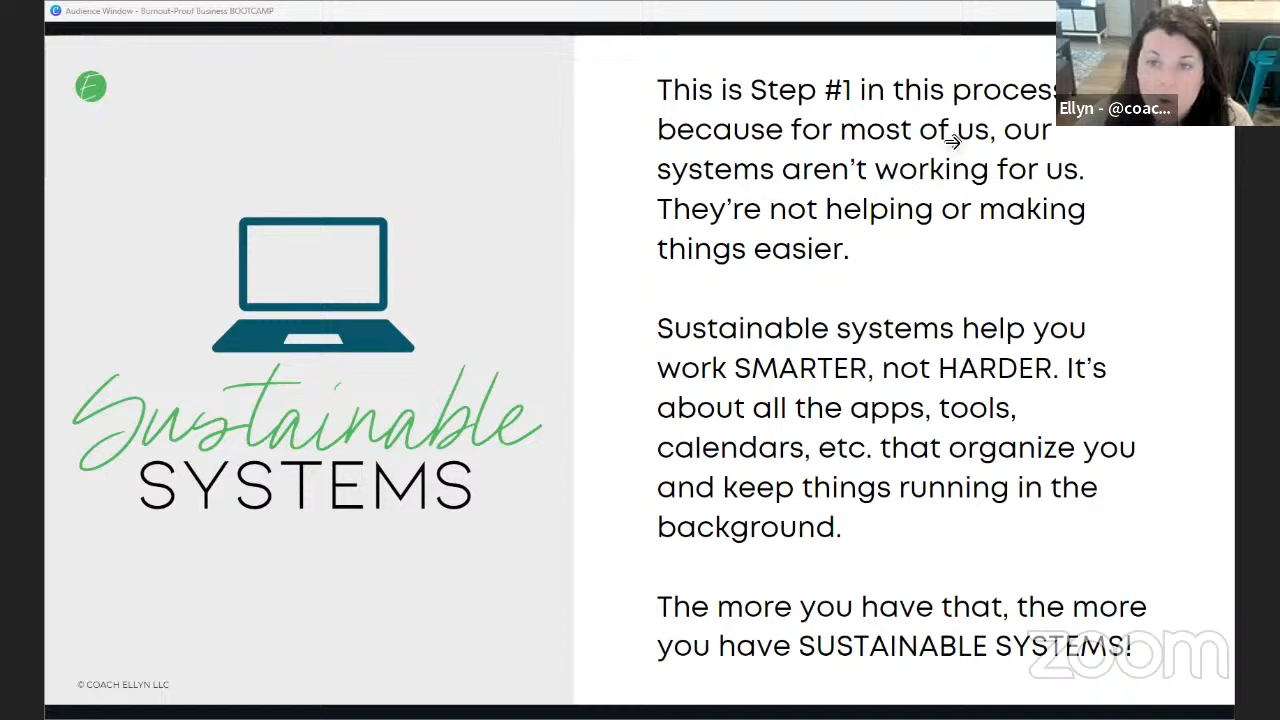 Audience Window - Burnout-Proof Business BOOTCAMP
E
This is Step #1 in this process
because for most of us, our
systems aren't working for us.
They're not helping or making
things easier.
Sustainable systems help you
work SMARTER, not HARDER. It's
about all the apps, tools,
calendars, etc. that organize you
and keep things running in the
background.
The more you have that, the more
you have SUSTAINABLE SYSTEMS!
Sustainable
SYSTEMS
© COACH ELLYN LLC
Ellyn - @coac...
zoom